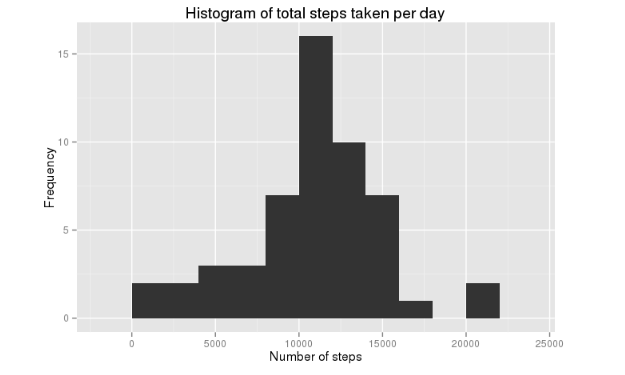 Histogram of total steps taken per day
15
10
5
0
Frequency
0 5000 10000 15000 20000 25000
Number of steps